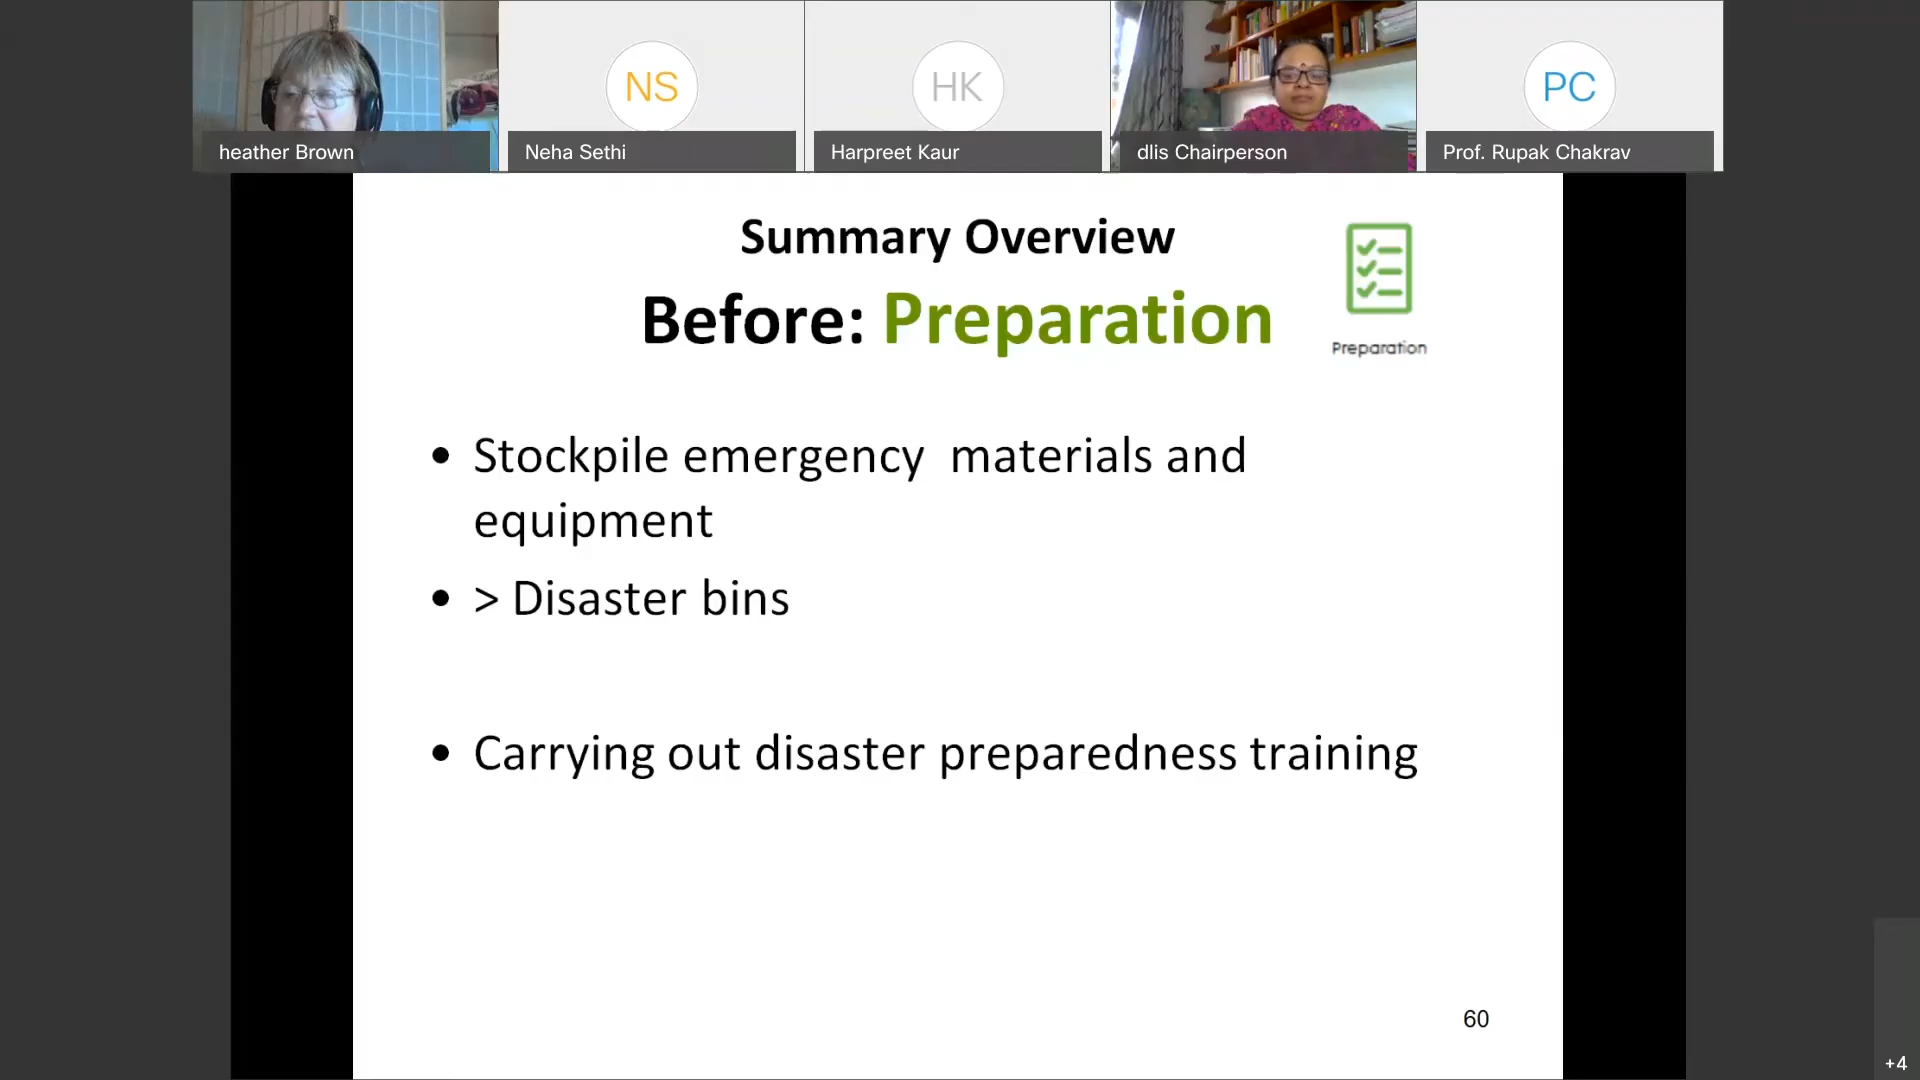 NS
HK
PC
heather Brown
Neha Sethi
Harpreet Kaur
dlis Chairperson
Prof. Rupak Chakrav
Summary Overview
Before: Preparation
Preparation
• Stockpile emergency  materials and
equipment
• > Disaster bins
• Carrying out disaster preparedness training
60
+4